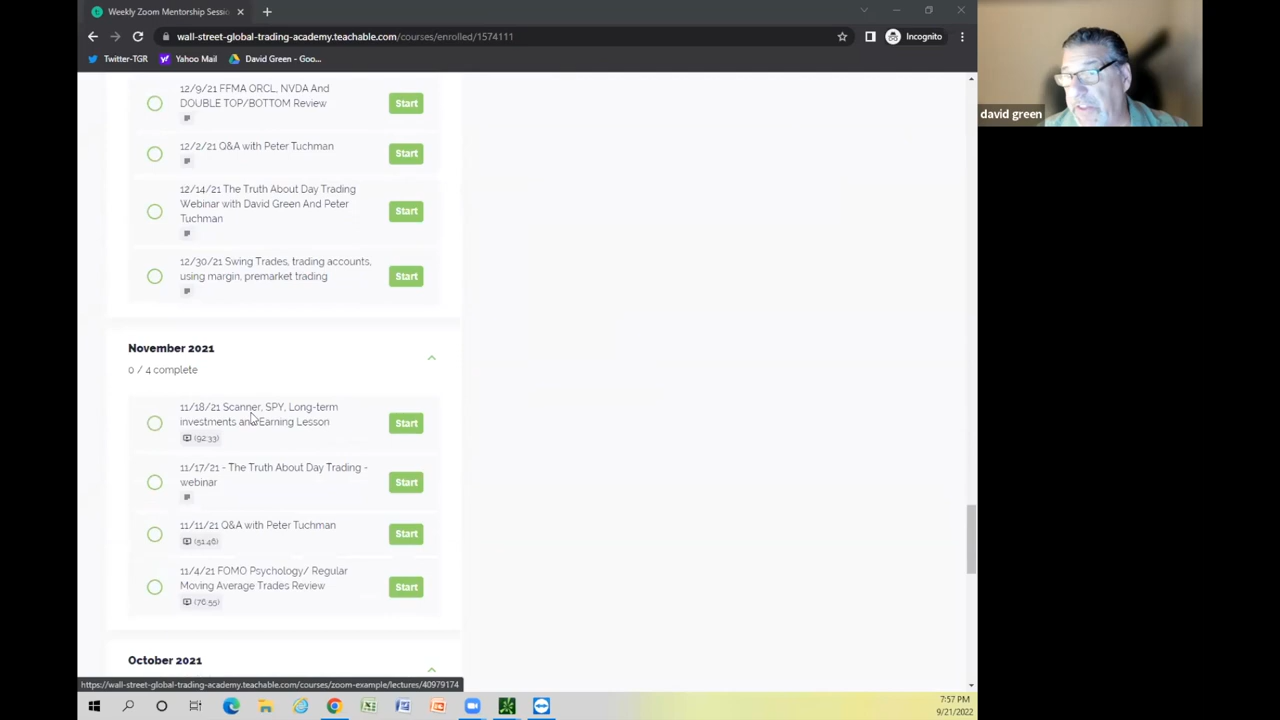 Weekly Zoom Mentorship Sessi
wall-street-global-trading-academy.teachable.com/courses/enrolled/1574111
Incognito
Twitter-TGR
Yahoo Mail
David Green - Goo...
12/9/21 FFMA ORCL, NVDA And
DOUBLE TOP/BOTTOM Review
Start
12/2/21 Q&A with Peter Tuchman
Start
12/14/21 The Truth About Day Trading
Webinar with David Green And Peter
Tuchman
Start
12/30/21 Swing Trades, trading accounts,
using margin, premarket trading
Start
November 2021
0 / 4 complete
11/18/21 Scanner, SPY, Long-term
investments and Earning Lesson
(92:33)
Start
11/17/21 - The Truth About Day Trading -
webinar
Start
11/11/21 Q&A with Peter Tuchman
(51:46)
Start
11/4/21 FOMO Psychology/ Regular
Moving Average Trades Review
(76:55)
Start
October 2021
https://wall-street-global-trading-academy.teachable.com/courses/zoom-example/lectures/40979174
7:57 PM
9/21/2022
david green